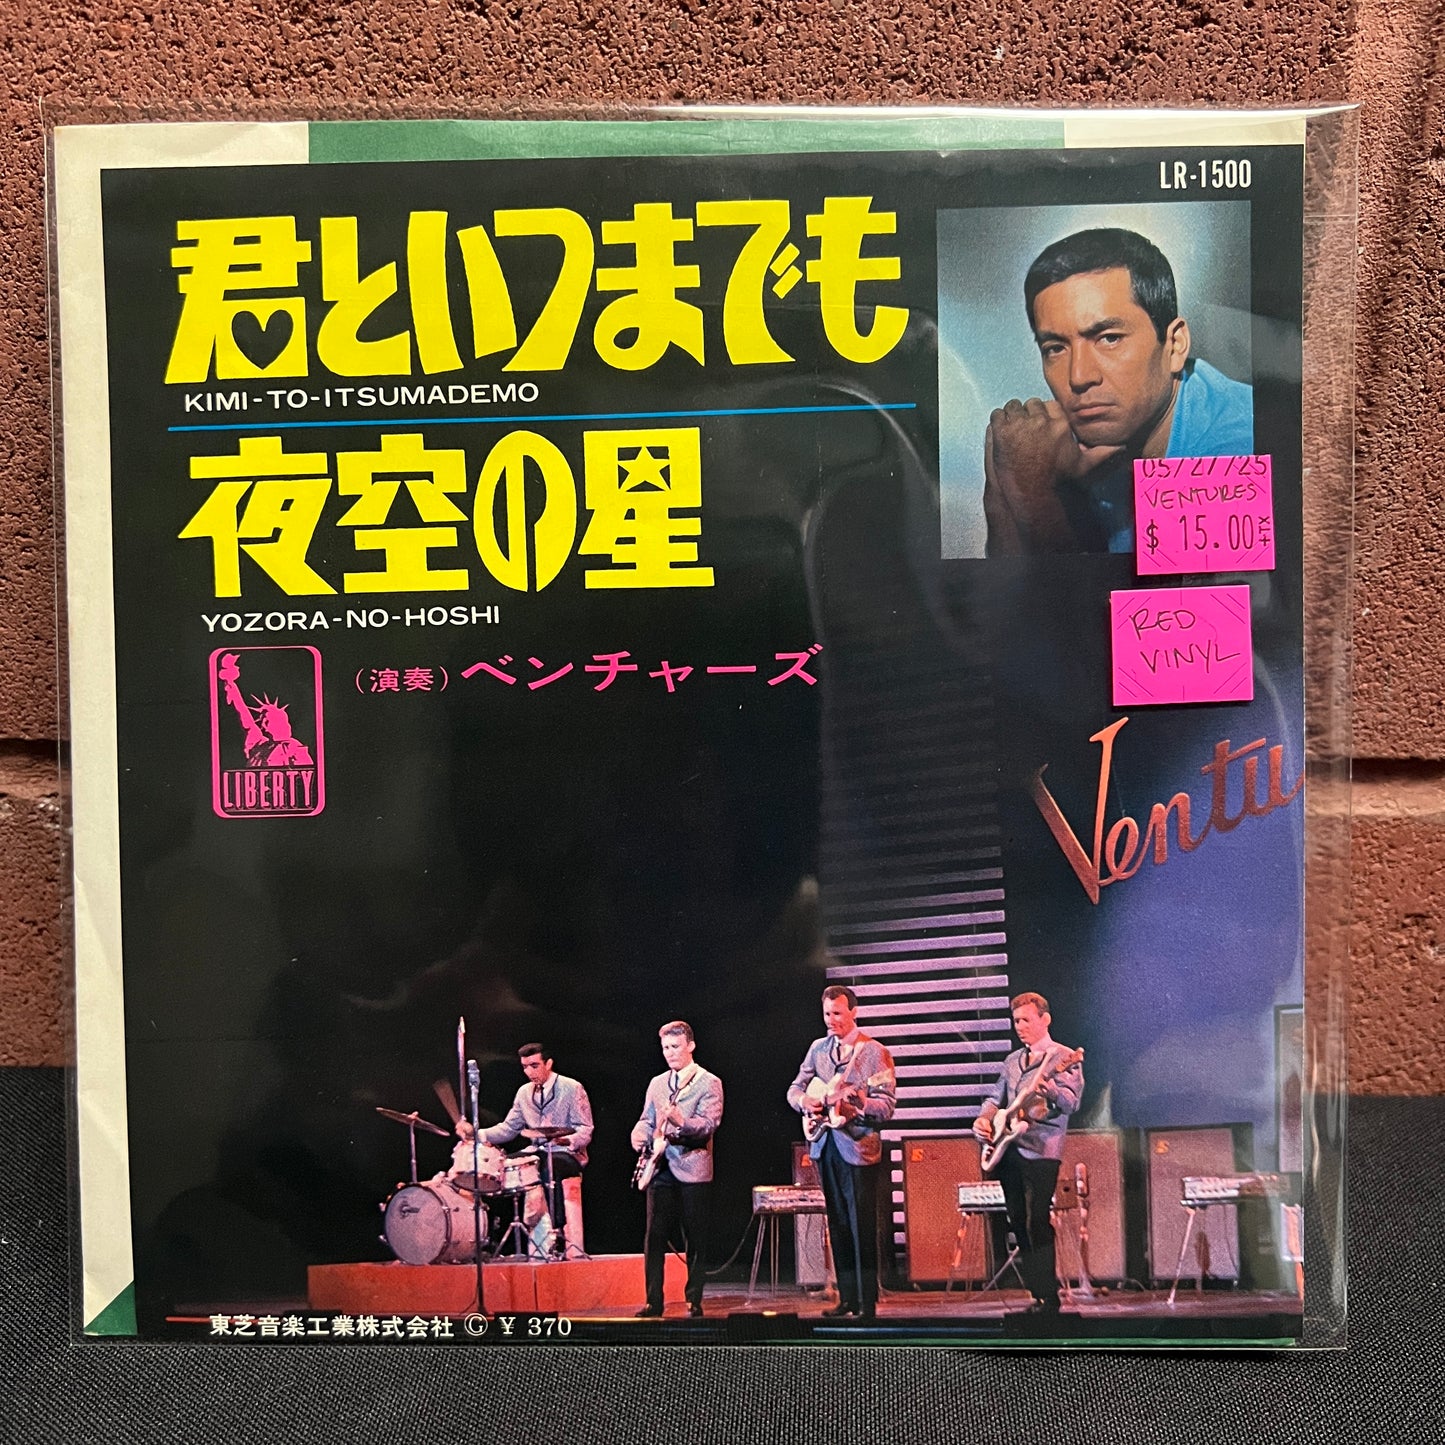 LR-1500
君といつまでも
KIMI-TO-ITSUMADEMO
夜空の星
YOZORA-NO-HOSHI
(演奏) ベンチャーズ
LIBERTY
05/27/25
VENTURES
$ 15.00 +TX
RED
VINYL
Ventu
東芝音楽工業株式会社 Ⓖ ¥ 370